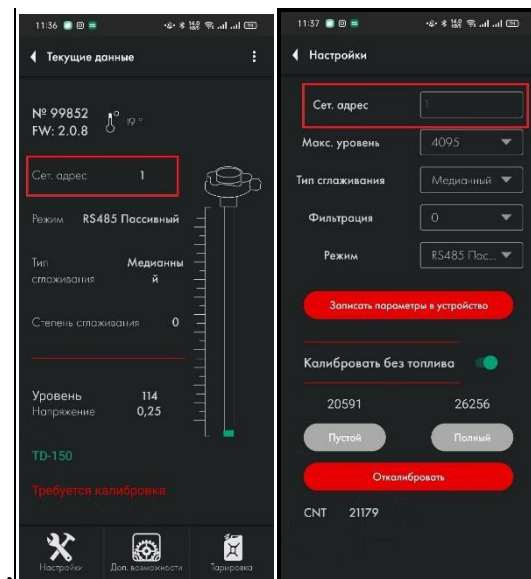 11:36
Текущие данные
№ 99852
FW: 2.0.8
19 °
Сет. адрес 1
Режим RS485 Пассивный
Тип сглаживания Медианны
й
Степень сглаживания 0
Уровень 114
Напряжение 0,25
TD-150
Требуется калибровка
Настройки Доп. возможности Тарировка
11:37
Настройки
Сет. адрес 1
Макс. уровень 4095
Тип сглаживания Медианный
Фильтрация 0
Режим RS485 Пас...
Записать параметры в устройство
Калибровать без топлива
20591 26256
Пустой Полный
Откалибровать
CNT 21179